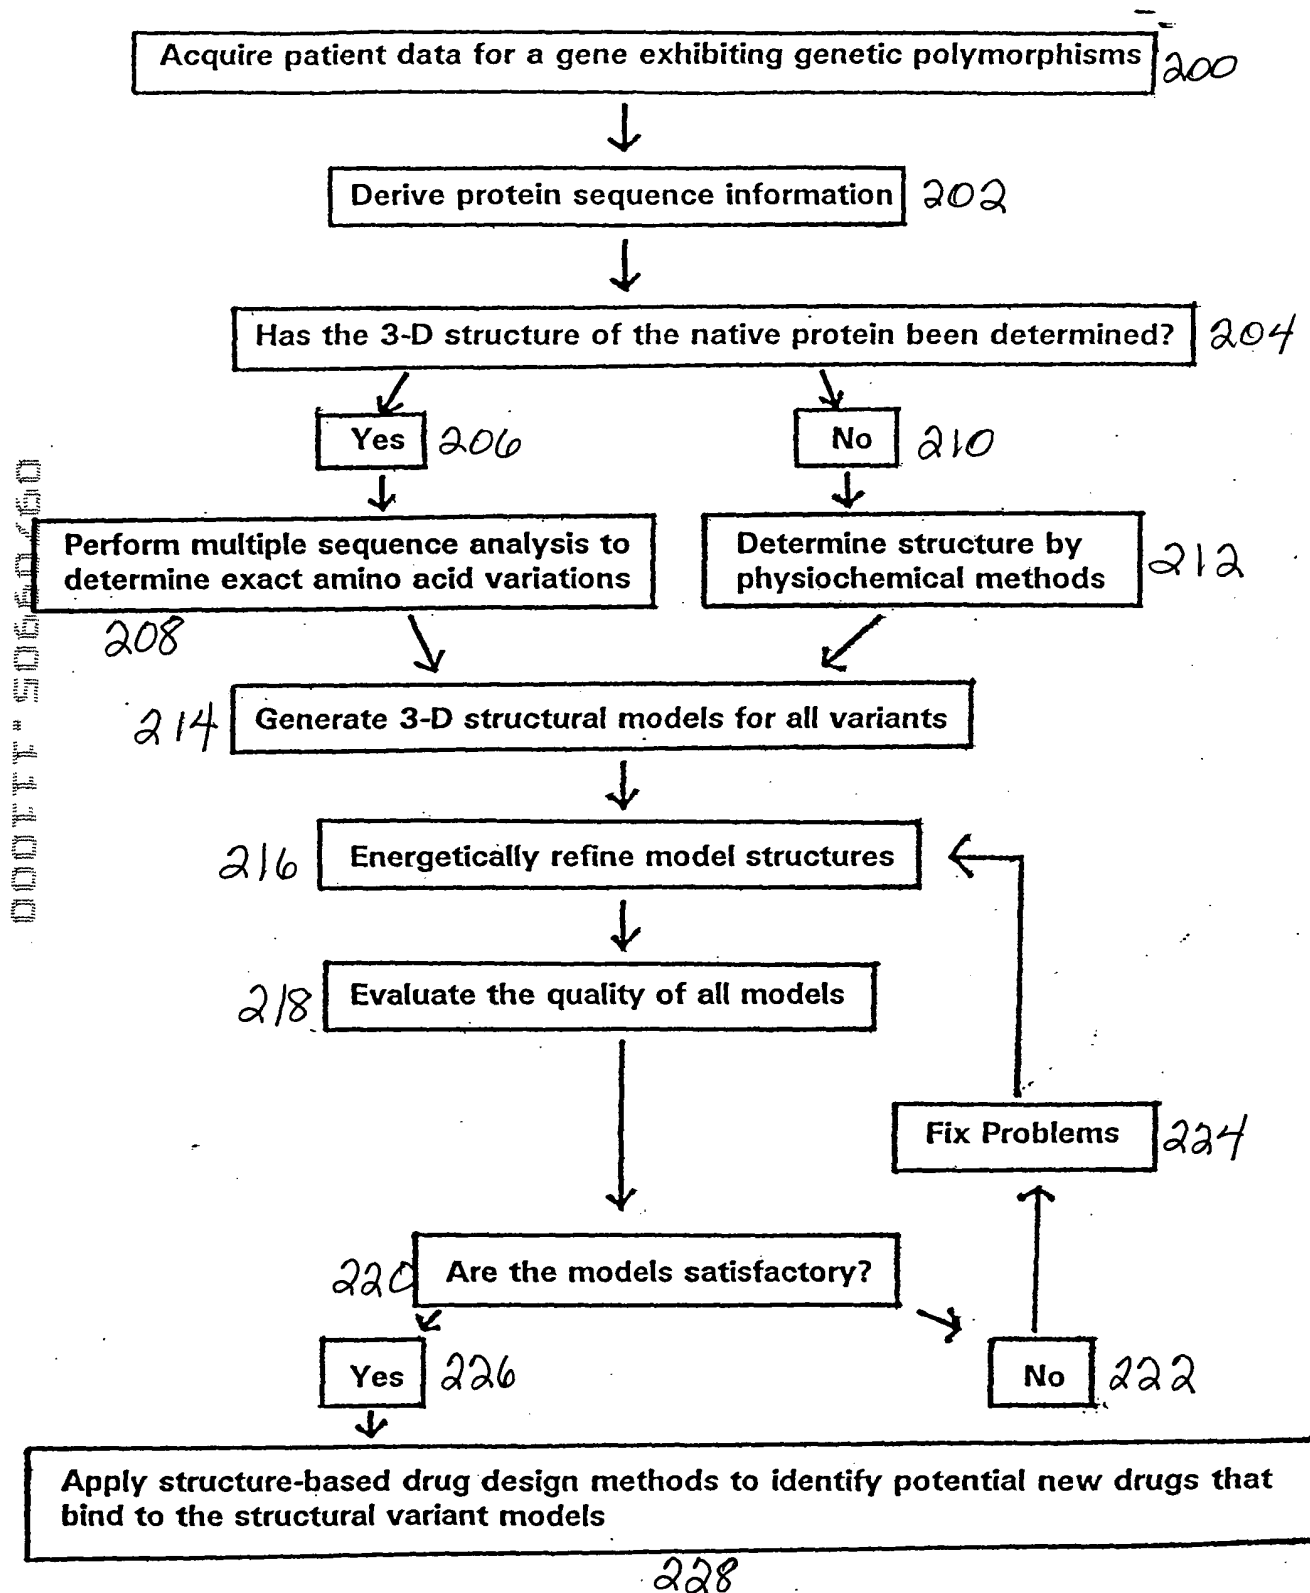 Acquire patient data for a gene exhibiting genetic polymorphisms 200
Derive protein sequence information 202
Has the 3-D structure of the native protein been determined? 204
Yes 206
No 210
Perform multiple sequence analysis to
determine exact amino acid variations
208
Determine structure by
physiochemical methods 212
214 Generate 3-D structural models for all variants
216 Energetically refine model structures
218 Evaluate the quality of all models
Fix Problems 224
220 Are the models satisfactory?
Yes 226
No 222
Apply structure-based drug design methods to identify potential new drugs that
bind to the structural variant models
228